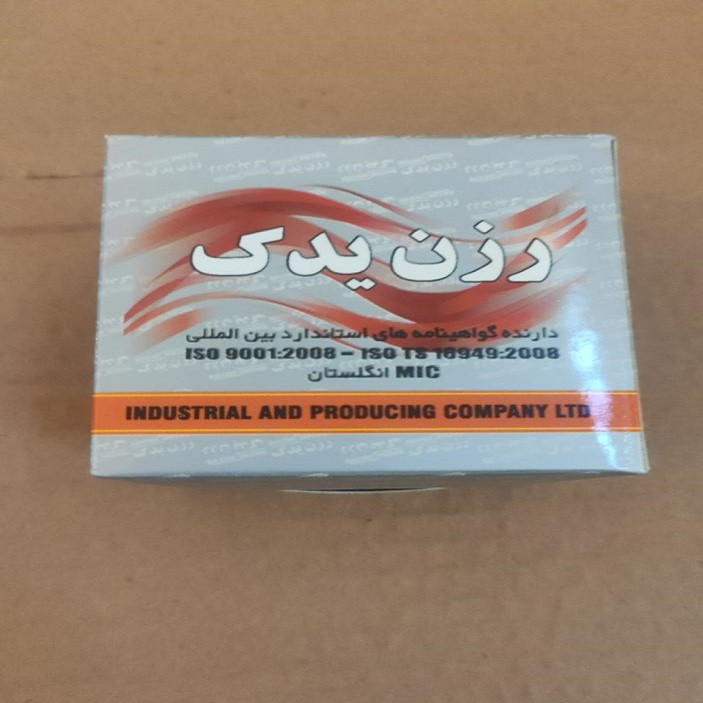 رزن یدک
دارنده گواهینامه های استاندارد بین المللی
ISO 9001:2008 – ISO TS 16949:2008
MIC انگلستان
INDUSTRIAL AND PRODUCING COMPANY LTD